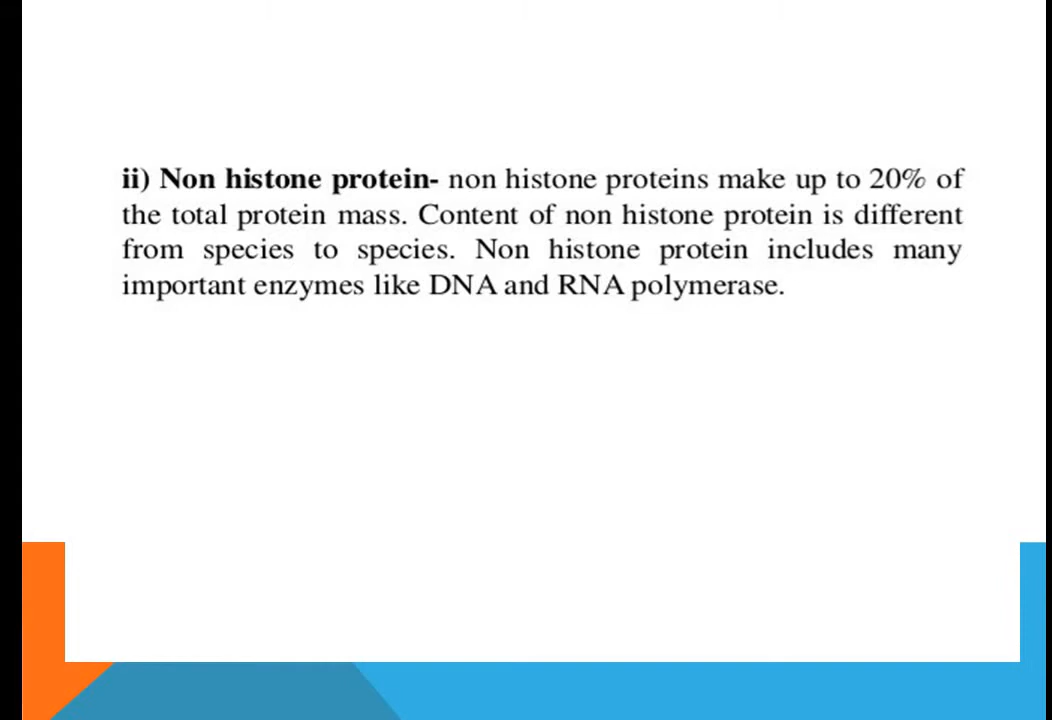 ii) Non histone protein- non histone proteins make up to 20% of
the total protein mass. Content of non histone protein is different
from species to species. Non histone protein includes many
important enzymes like DNA and RNA polymerase.